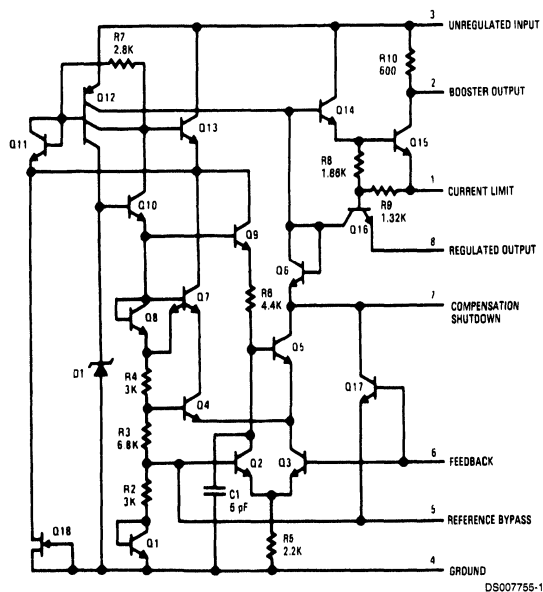 3 UNREGULATED INPUT
R7
2.8K
R10
600
Q12
2 BOOSTER OUTPUT
Q14
Q13
Q11
Q15
R8
1.88K
1 CURRENT LIMIT
R9
1.32K
Q10
Q16
Q9
8 REGULATED OUTPUT
Q6
R6
4.4K
7 COMPENSATION
SHUTDOWN
Q7
Q8
Q5
D1
R4
3K
Q17
Q4
R3
6.8K
Q2
Q3
6 FEEDBACK
R2
3K
C1
5 pF
5 REFERENCE BYPASS
Q18
Q1
R5
2.2K
4 GROUND
DS007755-1